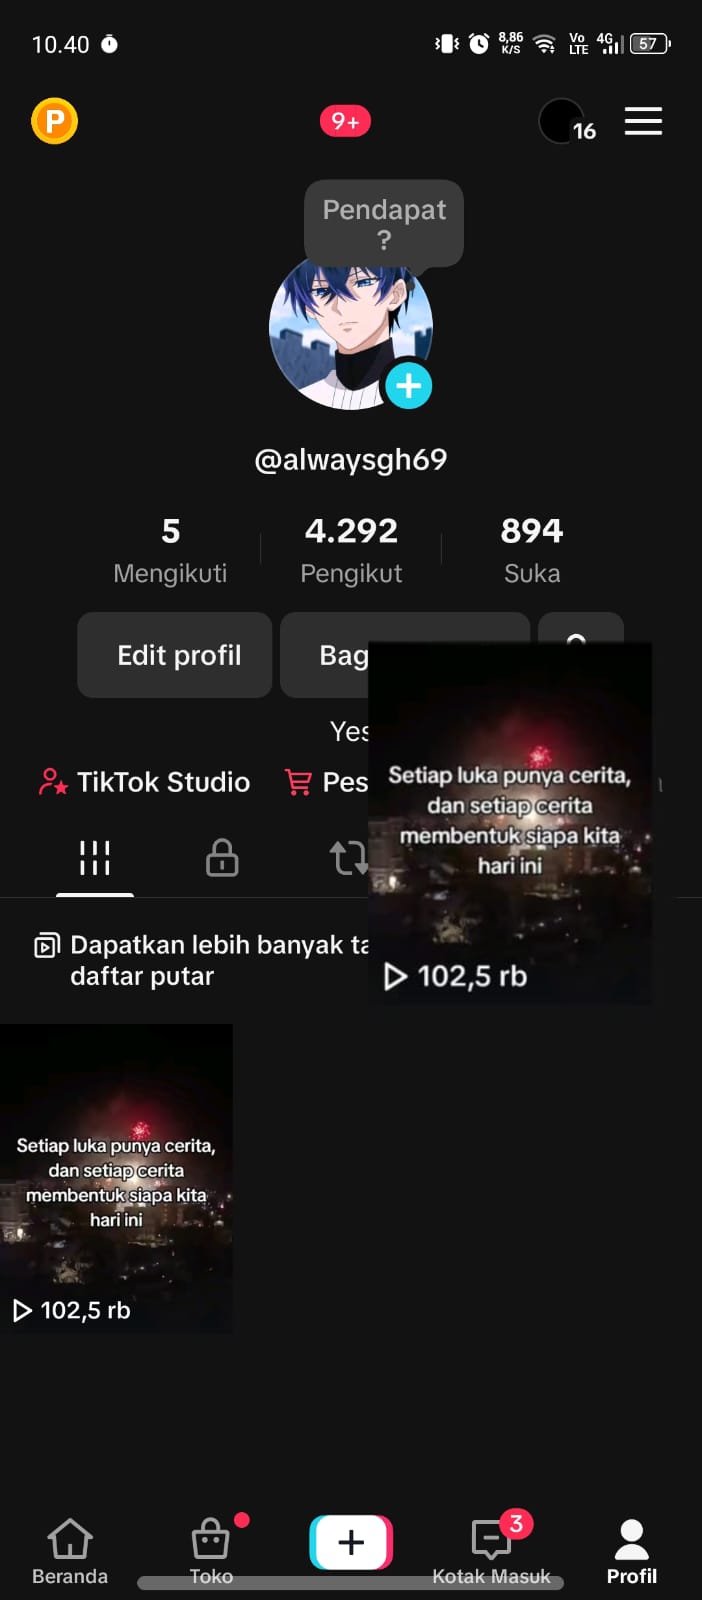 10.40
8,86
K/S
Vo
LTE
4G
57
P
9+
16
Pendapat
?
@alwaysgh69
5
Mengikuti
4.292
Pengikut
894
Suka
Edit profil
Bag
Yes
TikTok Studio
Pes
Dapatkan lebih banyak ta
daftar putar
Setiap luka punya cerita,
dan setiap cerita
membentuk siapa kita
hari ini
102,5 rb
Setiap luka punya cerita,
dan setiap cerita
membentuk siapa kita
hari ini
102,5 rb
Beranda
Toko
3
Kotak Masuk
Profil